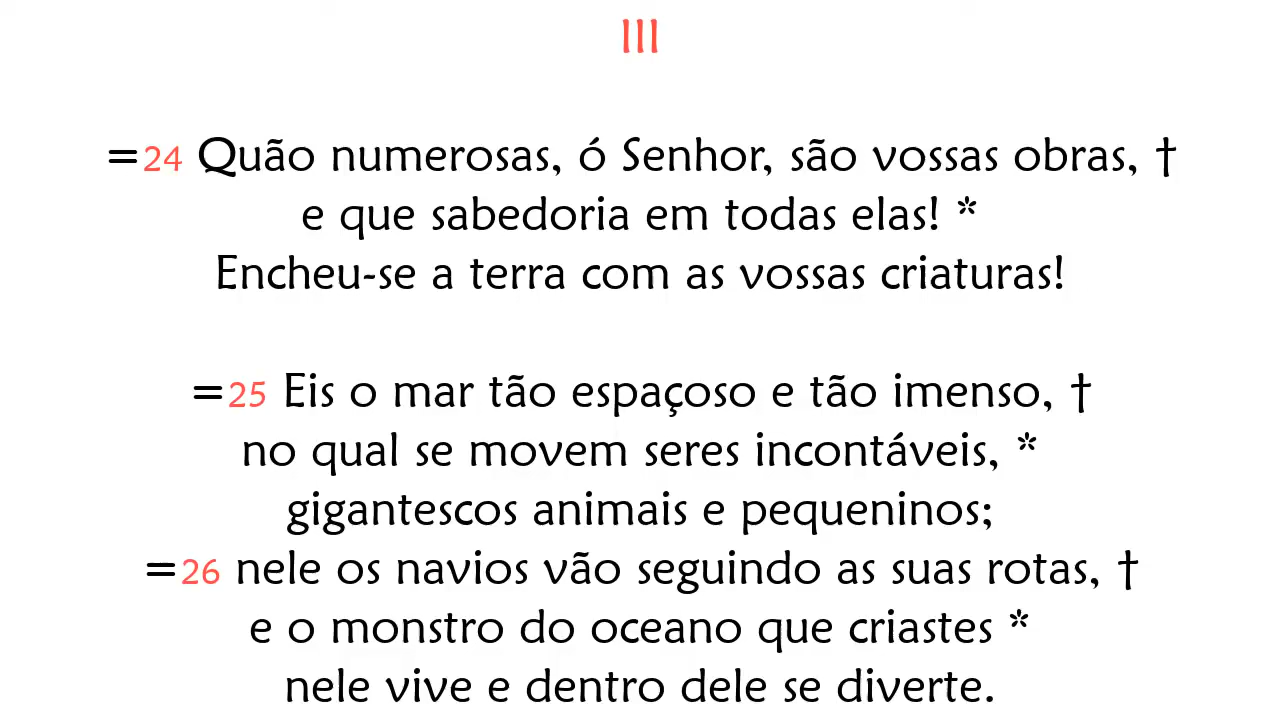 III
=24 Quão numerosas, ó Senhor, são vossas obras, †
e que sabedoria em todas elas! *
Encheu-se a terra com as vossas criaturas!
=25 Eis o mar tão espaçoso e tão imenso, †
no qual se movem seres incontáveis, *
gigantescos animais e pequeninos;
=26 nele os navios vão seguindo as suas rotas, †
e o monstro do oceano que criastes *
nele vive e dentro dele se diverte.